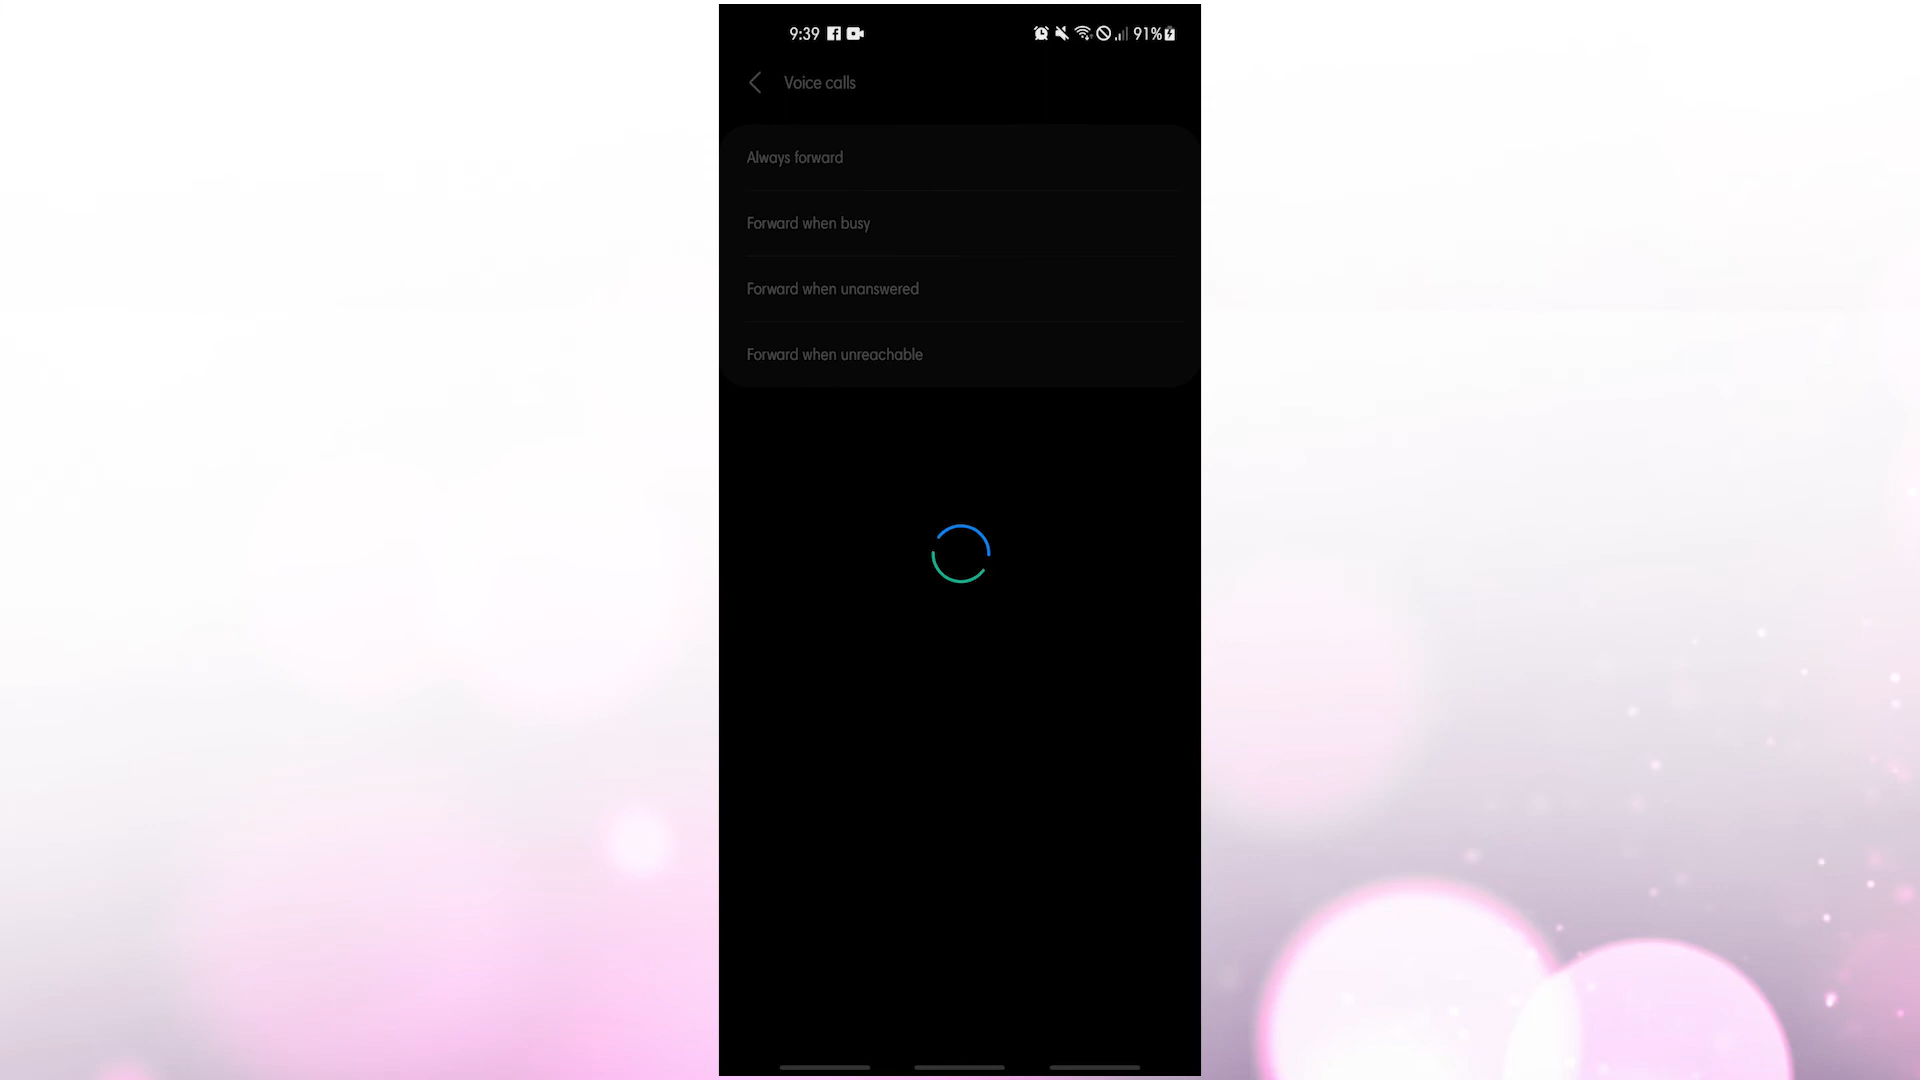 9:39 91%
Voice calls
Always forward
Forward when busy
Forward when unanswered
Forward when unreachable